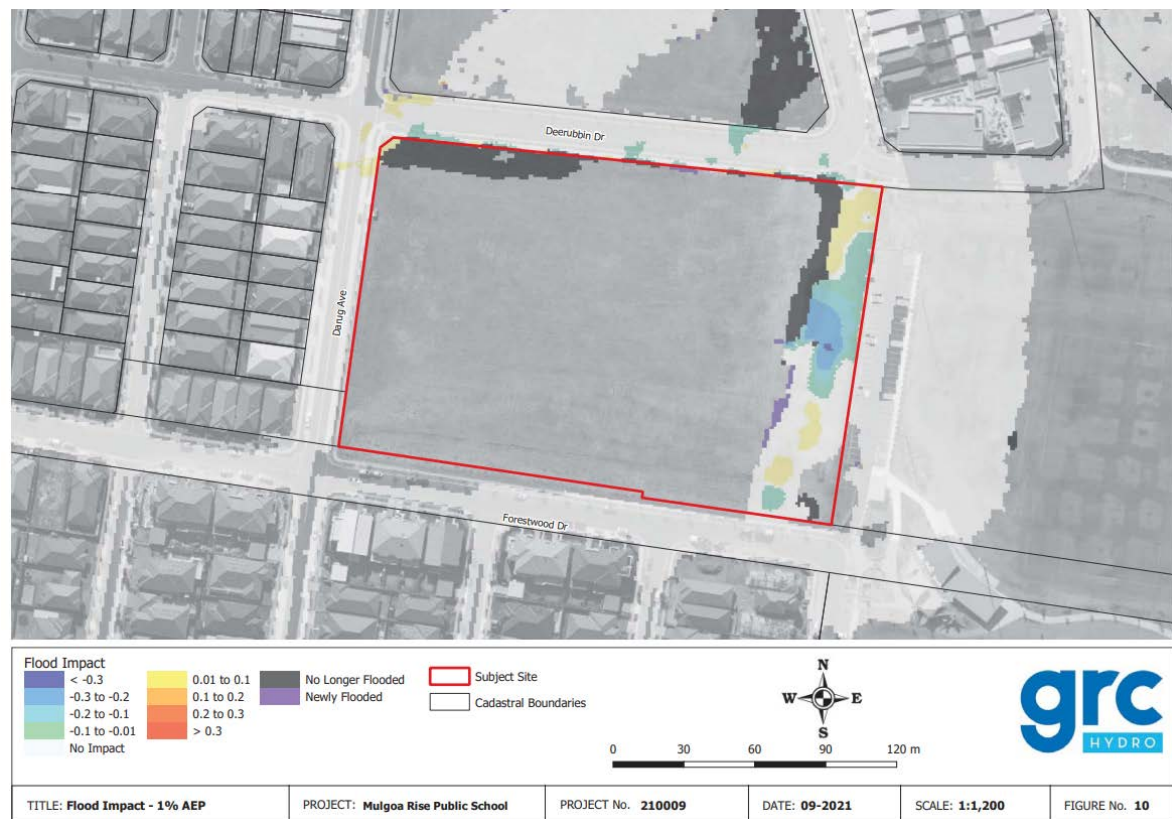 Deerubbin Dr
Darug Ave
Forestwood Dr
Flood Impact
< -0.3
-0.3 to -0.2
-0.2 to -0.1
-0.1 to -0.01
No Impact
0.01 to 0.1
0.1 to 0.2
0.2 to 0.3
> 0.3
No Longer Flooded
Newly Flooded
Subject Site
Cadastral Boundaries
N
W E
S
0 30 60 90 120 m
grc
HYDRO
TITLE: Flood Impact - 1% AEP
PROJECT: Mulgoa Rise Public School
PROJECT No. 210009
DATE: 09-2021
SCALE: 1:1,200
FIGURE No. 10